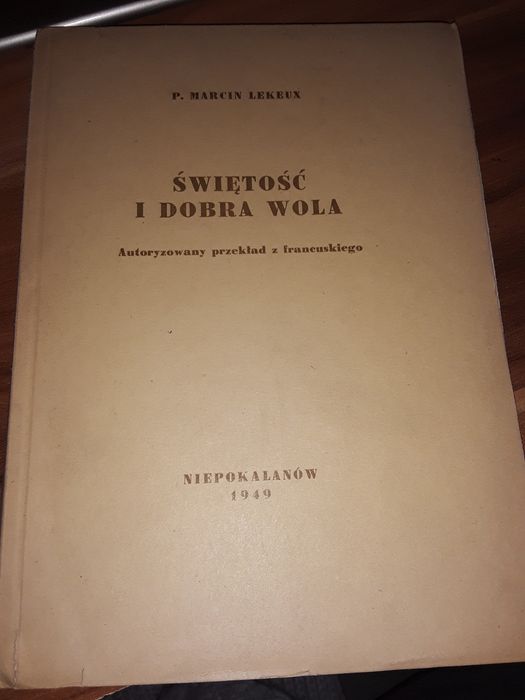 P. MARCIN LEKEUX
ŚWIĘTOŚĆ
I DOBRA WOLA
Autoryzowany przekład z francuskiego
NIEPOKALANÓW
1949